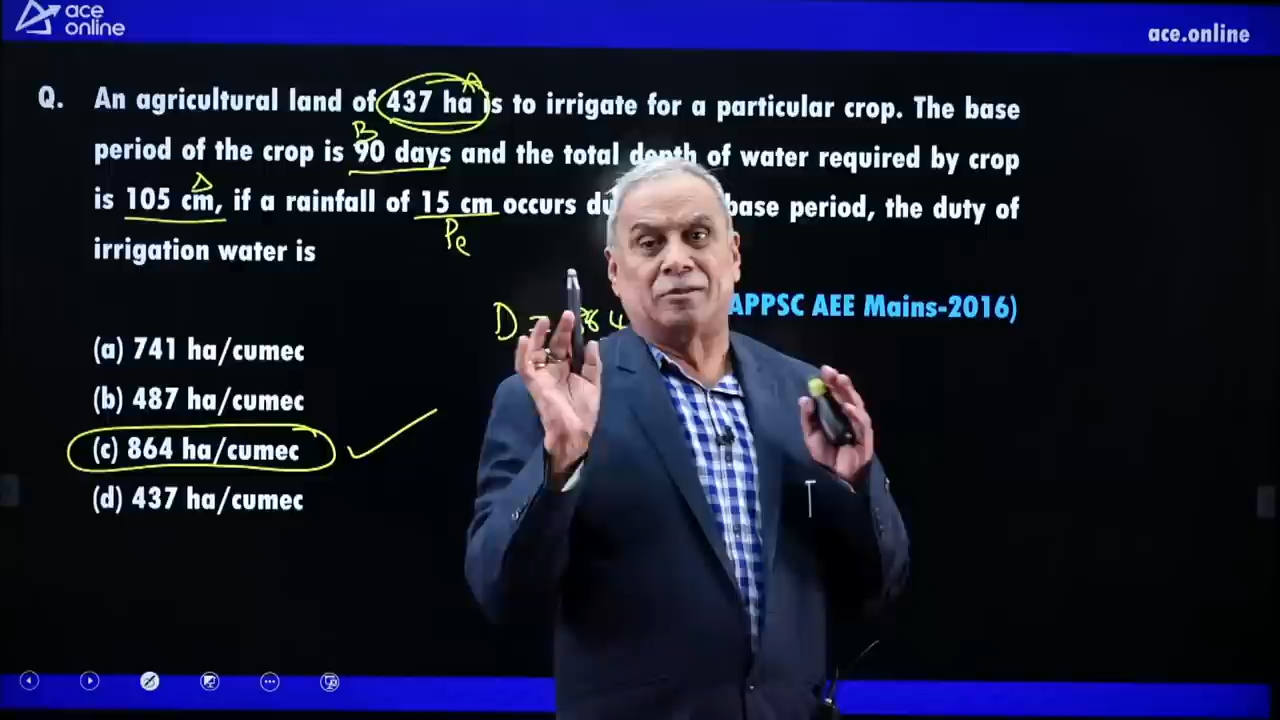 ace
online
ace.online
Q. An agricultural land of 437 ha is to irrigate for a particular crop. The base
period of the crop is 90 days and the total depth of water required by crop
is 105 cm, if a rainfall of 15 cm occurs du base period, the duty of
irrigation water is
A
B
Δ
Pe
APPSC AEE Mains-2016)
D =
(a) 741 ha/cumec
(b) 487 ha/cumec
(c) 864 ha/cumec
(d) 437 ha/cumec